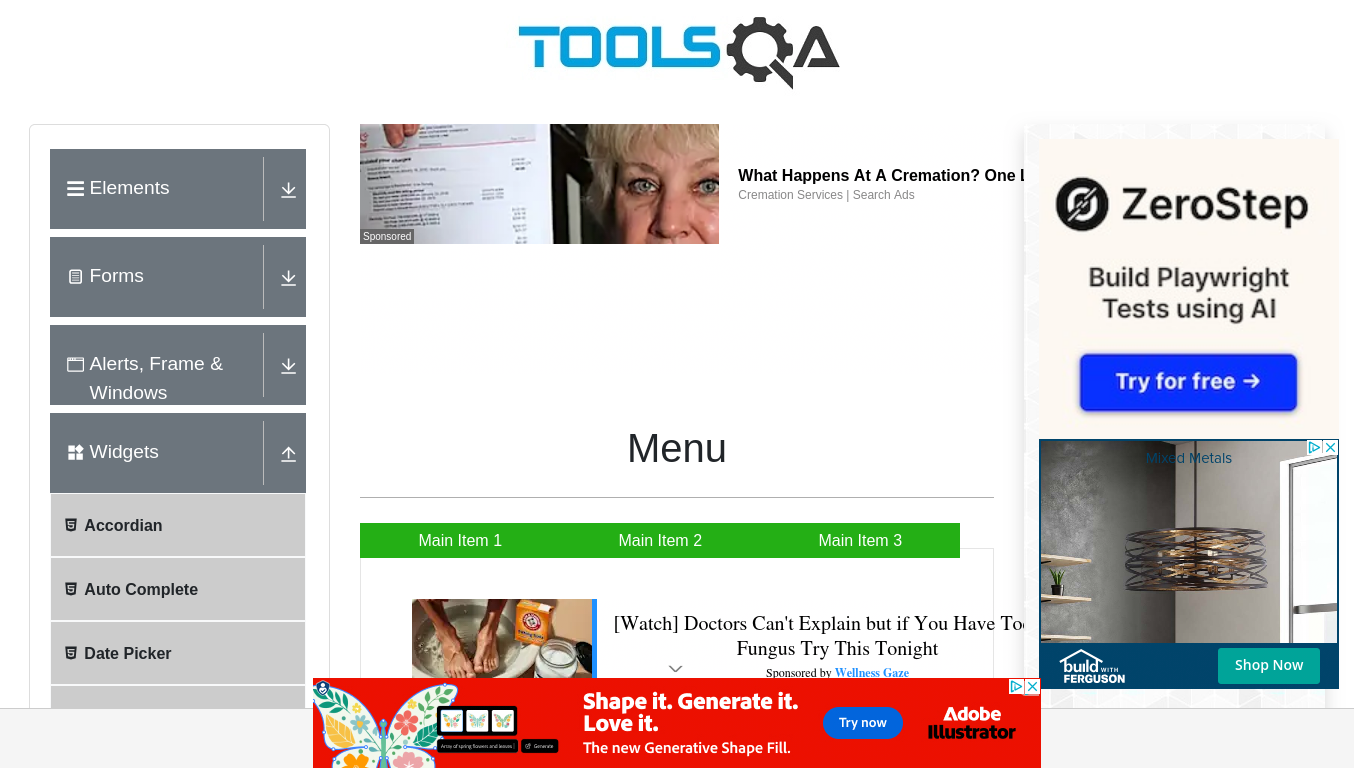 TOOLSQA
Elements
Forms
Alerts, Frame &
Windows
Widgets
Accordian
Auto Complete
Date Picker
Sponsored
What Happens At A Cremation? One
Cremation Services | Search Ads
Menu
Main Item 1
Main Item 2
Main Item 3
[Watch] Doctors Can't Explain but if You Have
Fungus Try This Tonight
Sponsored by Wellness Gaze
ZeroStep
Build Playwright
Tests using AI
Try for free →
Mixed Metals
build WITH
FERGUSON
Shop Now
Array of spring flowers and leaves
Generate
Shape it. Generate it.
Love it.
The new Generative Shape Fill.
Try now
Adobe
Illustrator